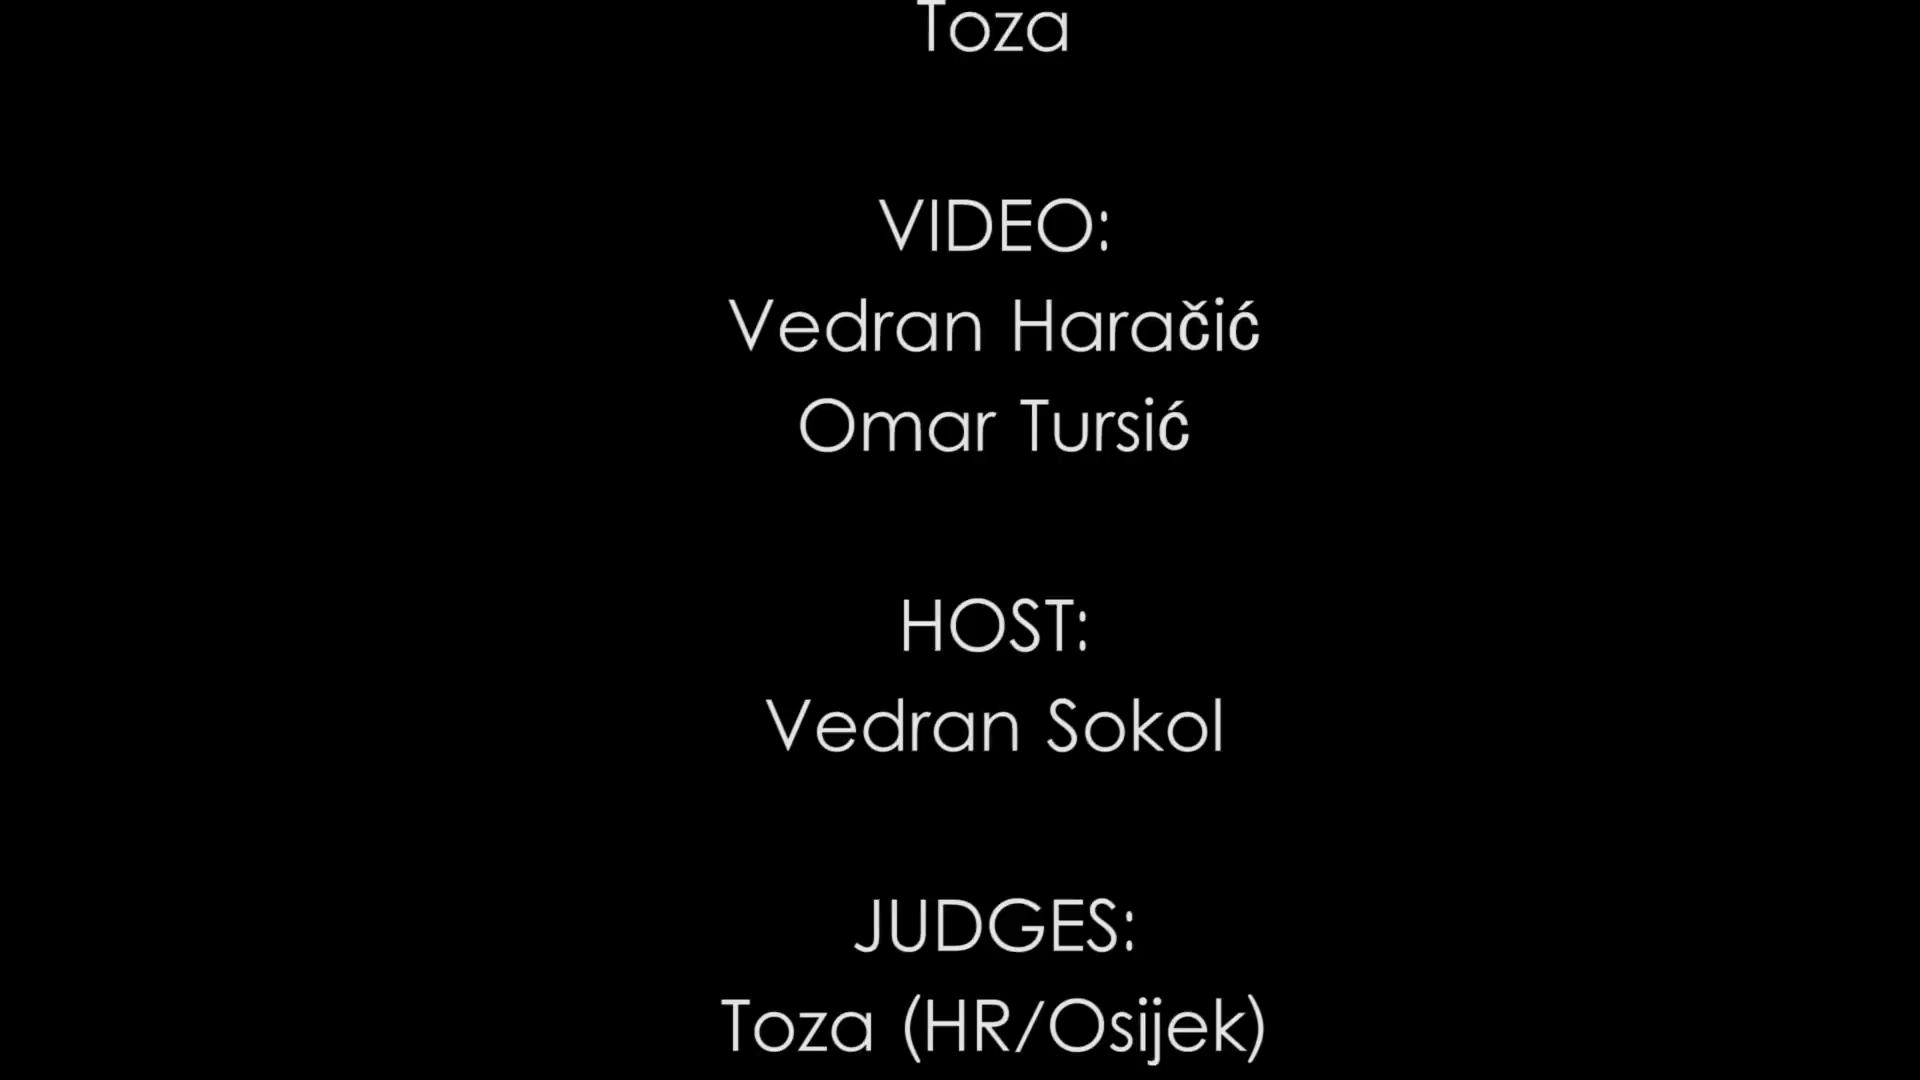 Toza
VIDEO:
Vedran Haračić
Omar Tursić
HOST:
Vedran Sokol
JUDGES:
Toza (HR/Osijek)